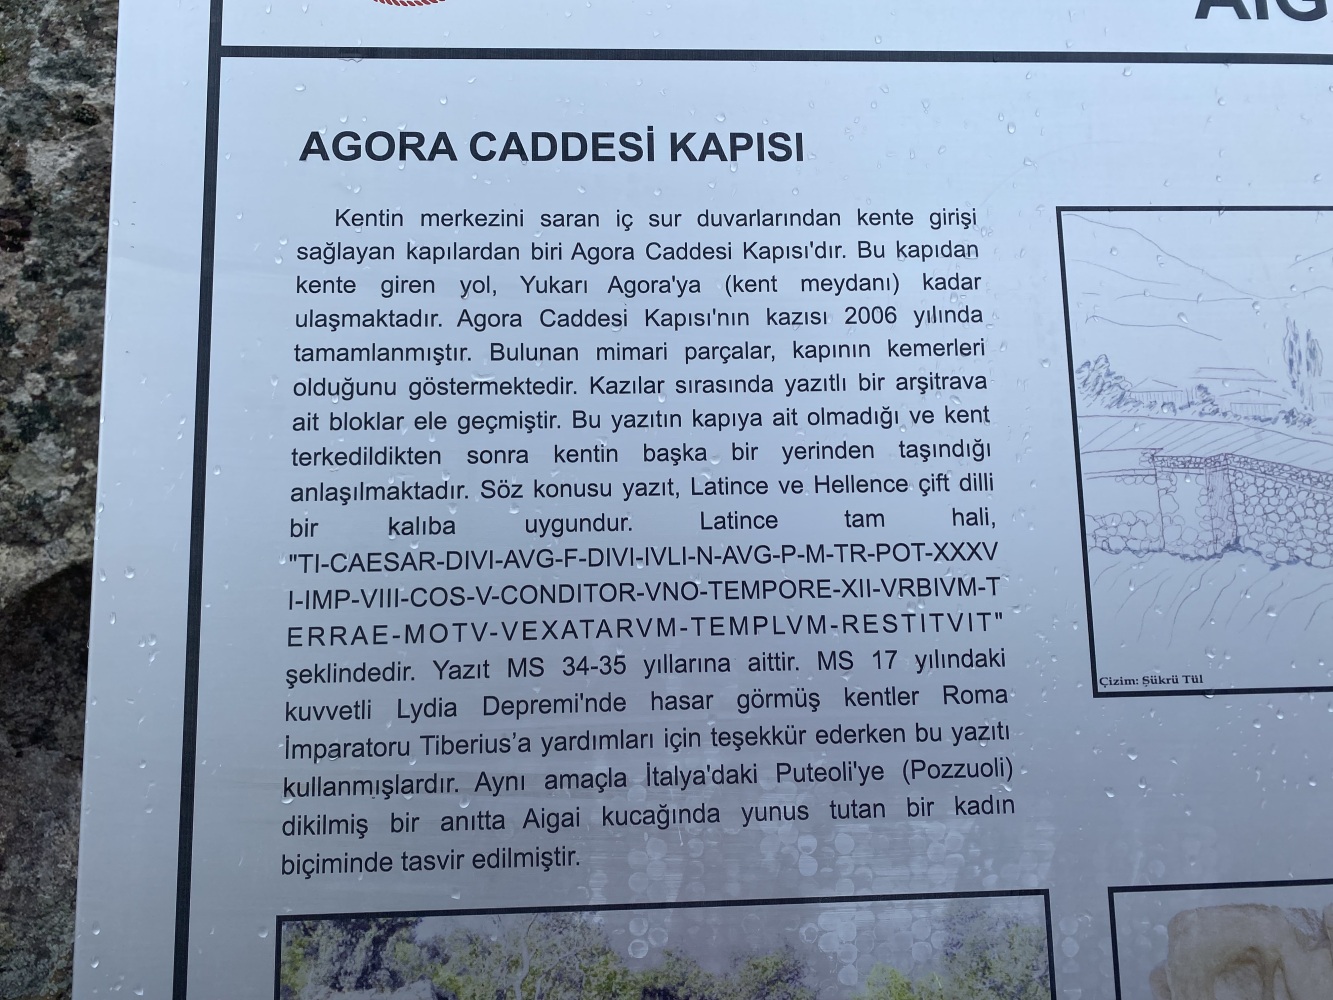 AIG
AGORA CADDESİ KAPISI
Kentin merkezini saran iç sur duvarlarından kente girişi
sağlayan kapılardan biri Agora Caddesi Kapısı'dır. Bu kapıdan
kente giren yol, Yukarı Agora'ya (kent meydanı) kadar
ulaşmaktadır. Agora Caddesi Kapısı'nın kazısı 2006 yılında
tamamlanmıştır. Bulunan mimari parçalar, kapının kemerleri
olduğunu göstermektedir. Kazılar sırasında yazıtlı bir arşitrava
ait bloklar ele geçmiştir. Bu yazıtın kapıya ait olmadığı ve kent
terkedildikten sonra kentin başka bir yerinden taşındığı
anlaşılmaktadır. Söz konusu yazıt, Latince ve Hellence çift dilli
bir kalıba uygundur. Latince tam hali,
"TI-CAESAR-DIVI-AVG-F-DIVI-IVLI-N-AVG-P-M-TR-POT-XXXV
I-IMP-VIII-COS-V-CONDITOR-VNO-TEMPORE-XII-VRBIVM-T
ERRAE-MOTV-VEXATARVM-TEMPLVM-RESTITVIT"
şeklindedir. Yazıt MS 34-35 yıllarına aittir. MS 17 yılındaki
kuvvetli Lydia Depremi'nde hasar görmüş kentler Roma
İmparatoru Tiberius'a yardımları için teşekkür ederken bu yazıtı
kullanmışlardır. Aynı amaçla İtalya'daki Puteoli'ye (Pozzuoli)
dikilmiş bir anıtta Aigai kucağında yunus tutan bir kadın
biçiminde tasvir edilmiştir.
Çizim: Şükrü Tül